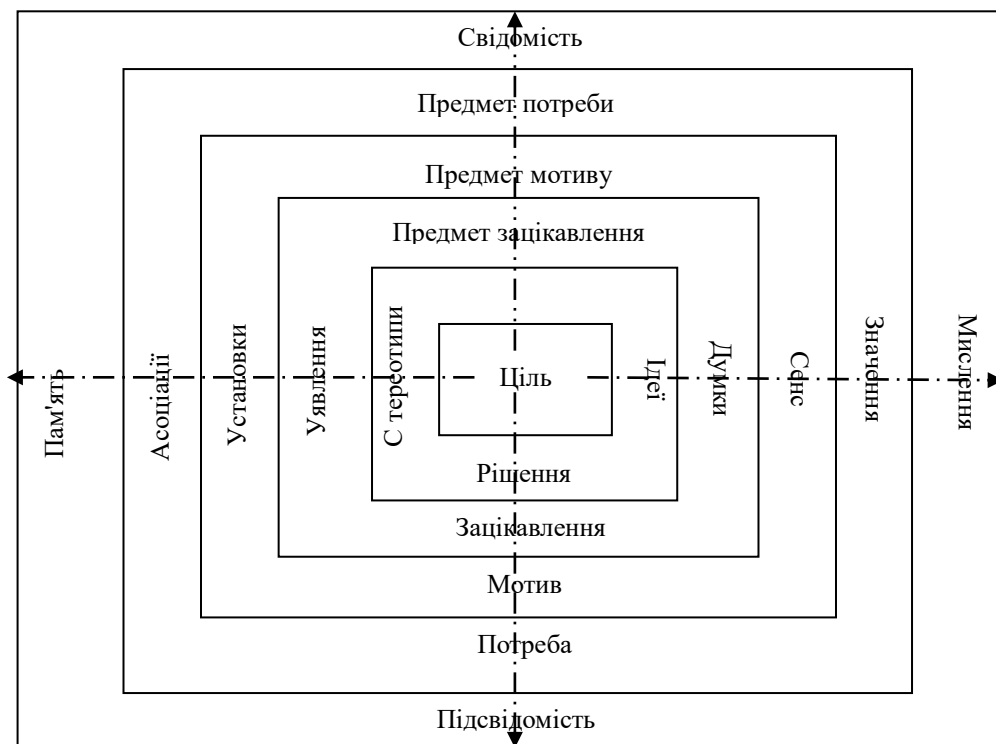 Свідомість
Предмет потреби
Предмет мотиву
Предмет зацікавлення
Пам'ять
Асоціації
Установки
Уявлення
С тереотипи
Ціль
Ідеї
Думки
Сенс
Значення
Мислення
Рішення
Зацікавлення
Мотив
Потреба
Підсвідомість